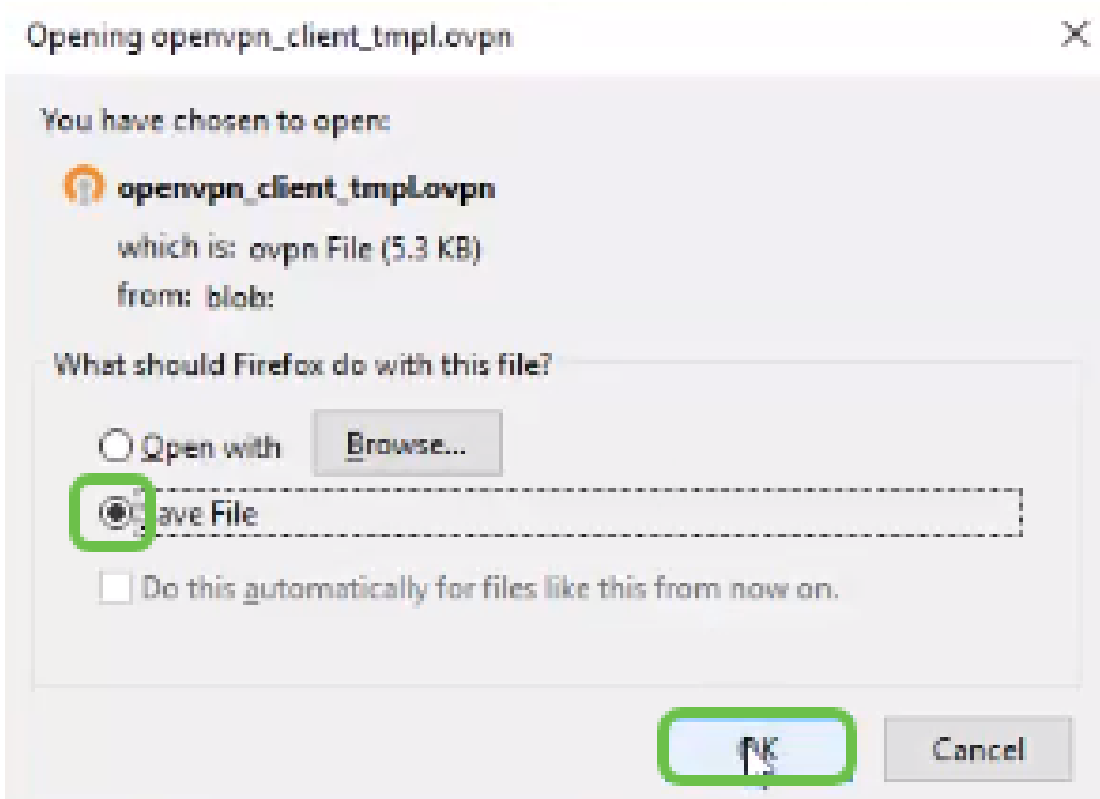 Opening openvpn_client_tmpl.ovpn
You have chosen to open:
openvpn_client_tmpl.ovpn
which is: ovpn File (5.3 KB)
from: blob:
What should Firefox do with this file?
Open with Browse...
Save File
Do this automatically for files like this from now on.
OK Cancel